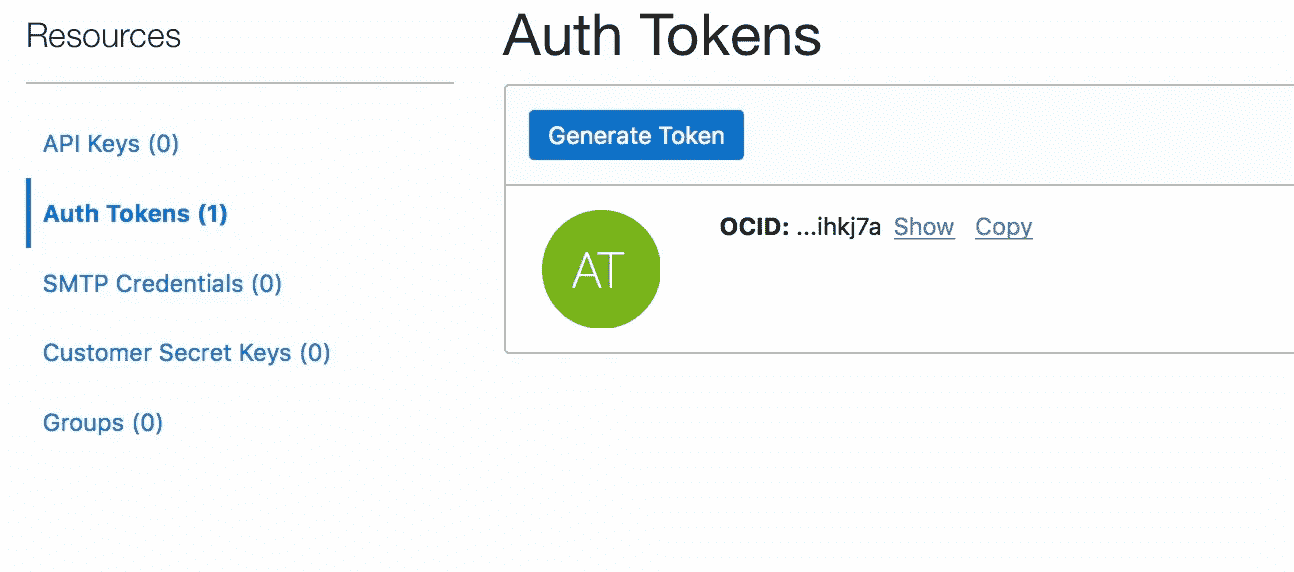 Resources
API Keys (0)
Auth Tokens (1)
SMTP Credentials (0)
Customer Secret Keys (0)
Groups (0)
Auth Tokens
Generate Token
AT
OCID: ...ihkj7a Show Copy